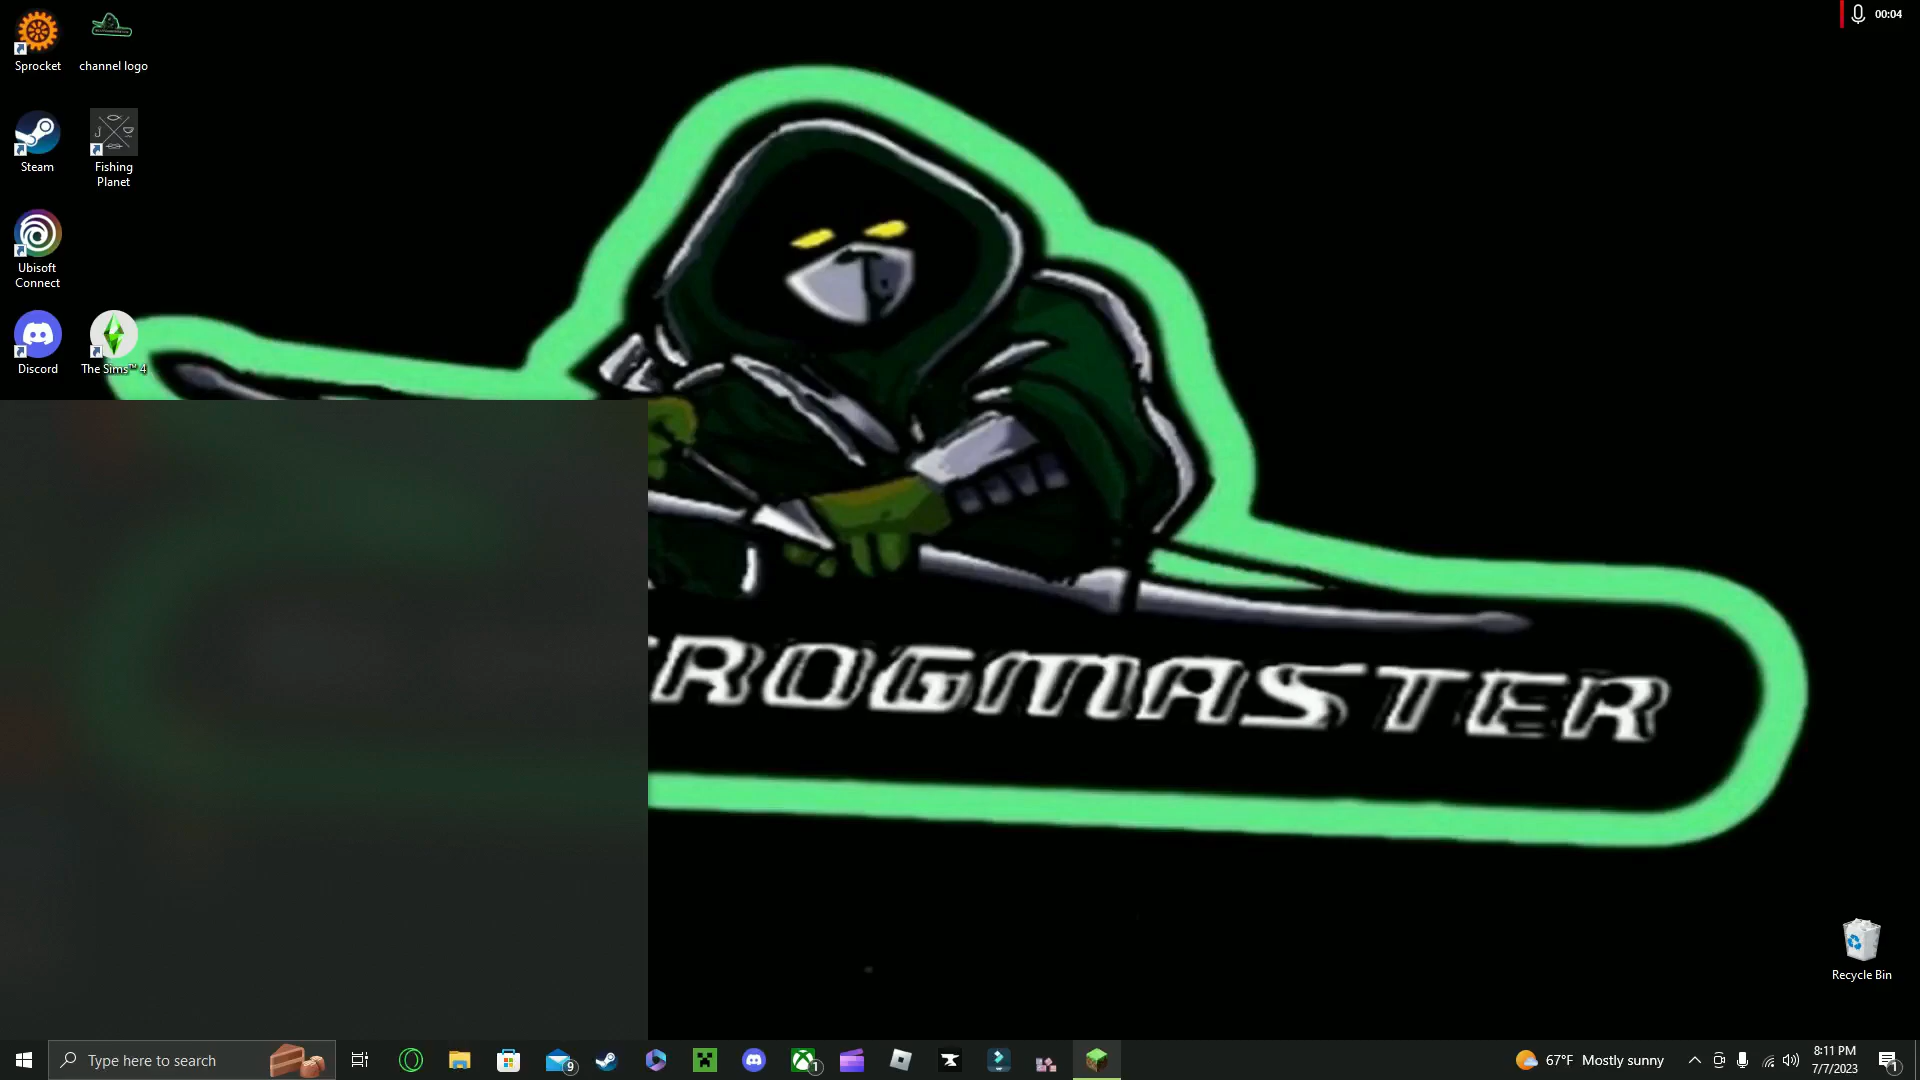 Sprocket
channel logo
00:04
Steam
Fishing
Planet
Ubisoft
Connect
Discord
The Sims™ 4
ROGMASTER
Recycle Bin
Type here to search
9
1
67°F Mostly sunny
8:11 PM
7/7/2023
1